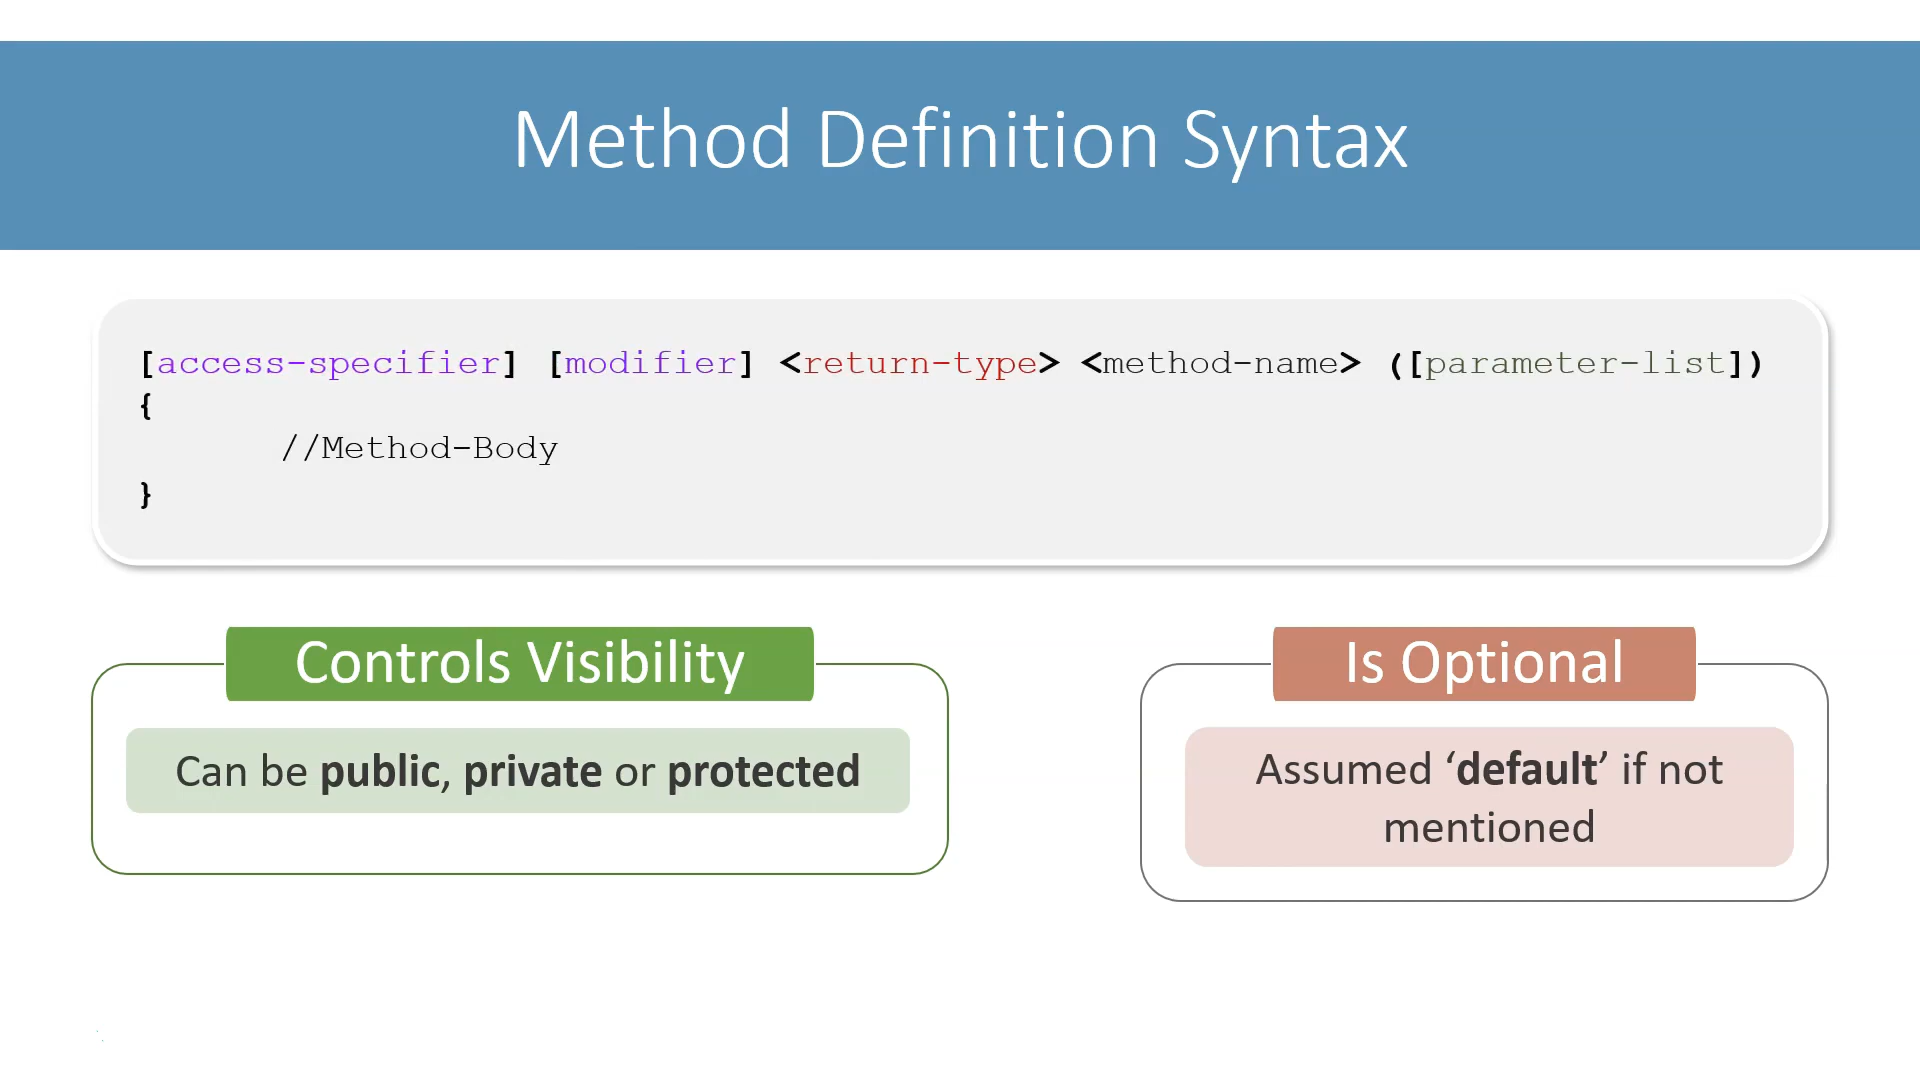 Method Definition Syntax
[access-specifier] [modifier] <return-type> <method-name> ([parameter-list])
{
//Method-Body
}
Controls Visibility
Can be public, private or protected
Is Optional
Assumed ‘default’ if not
mentioned